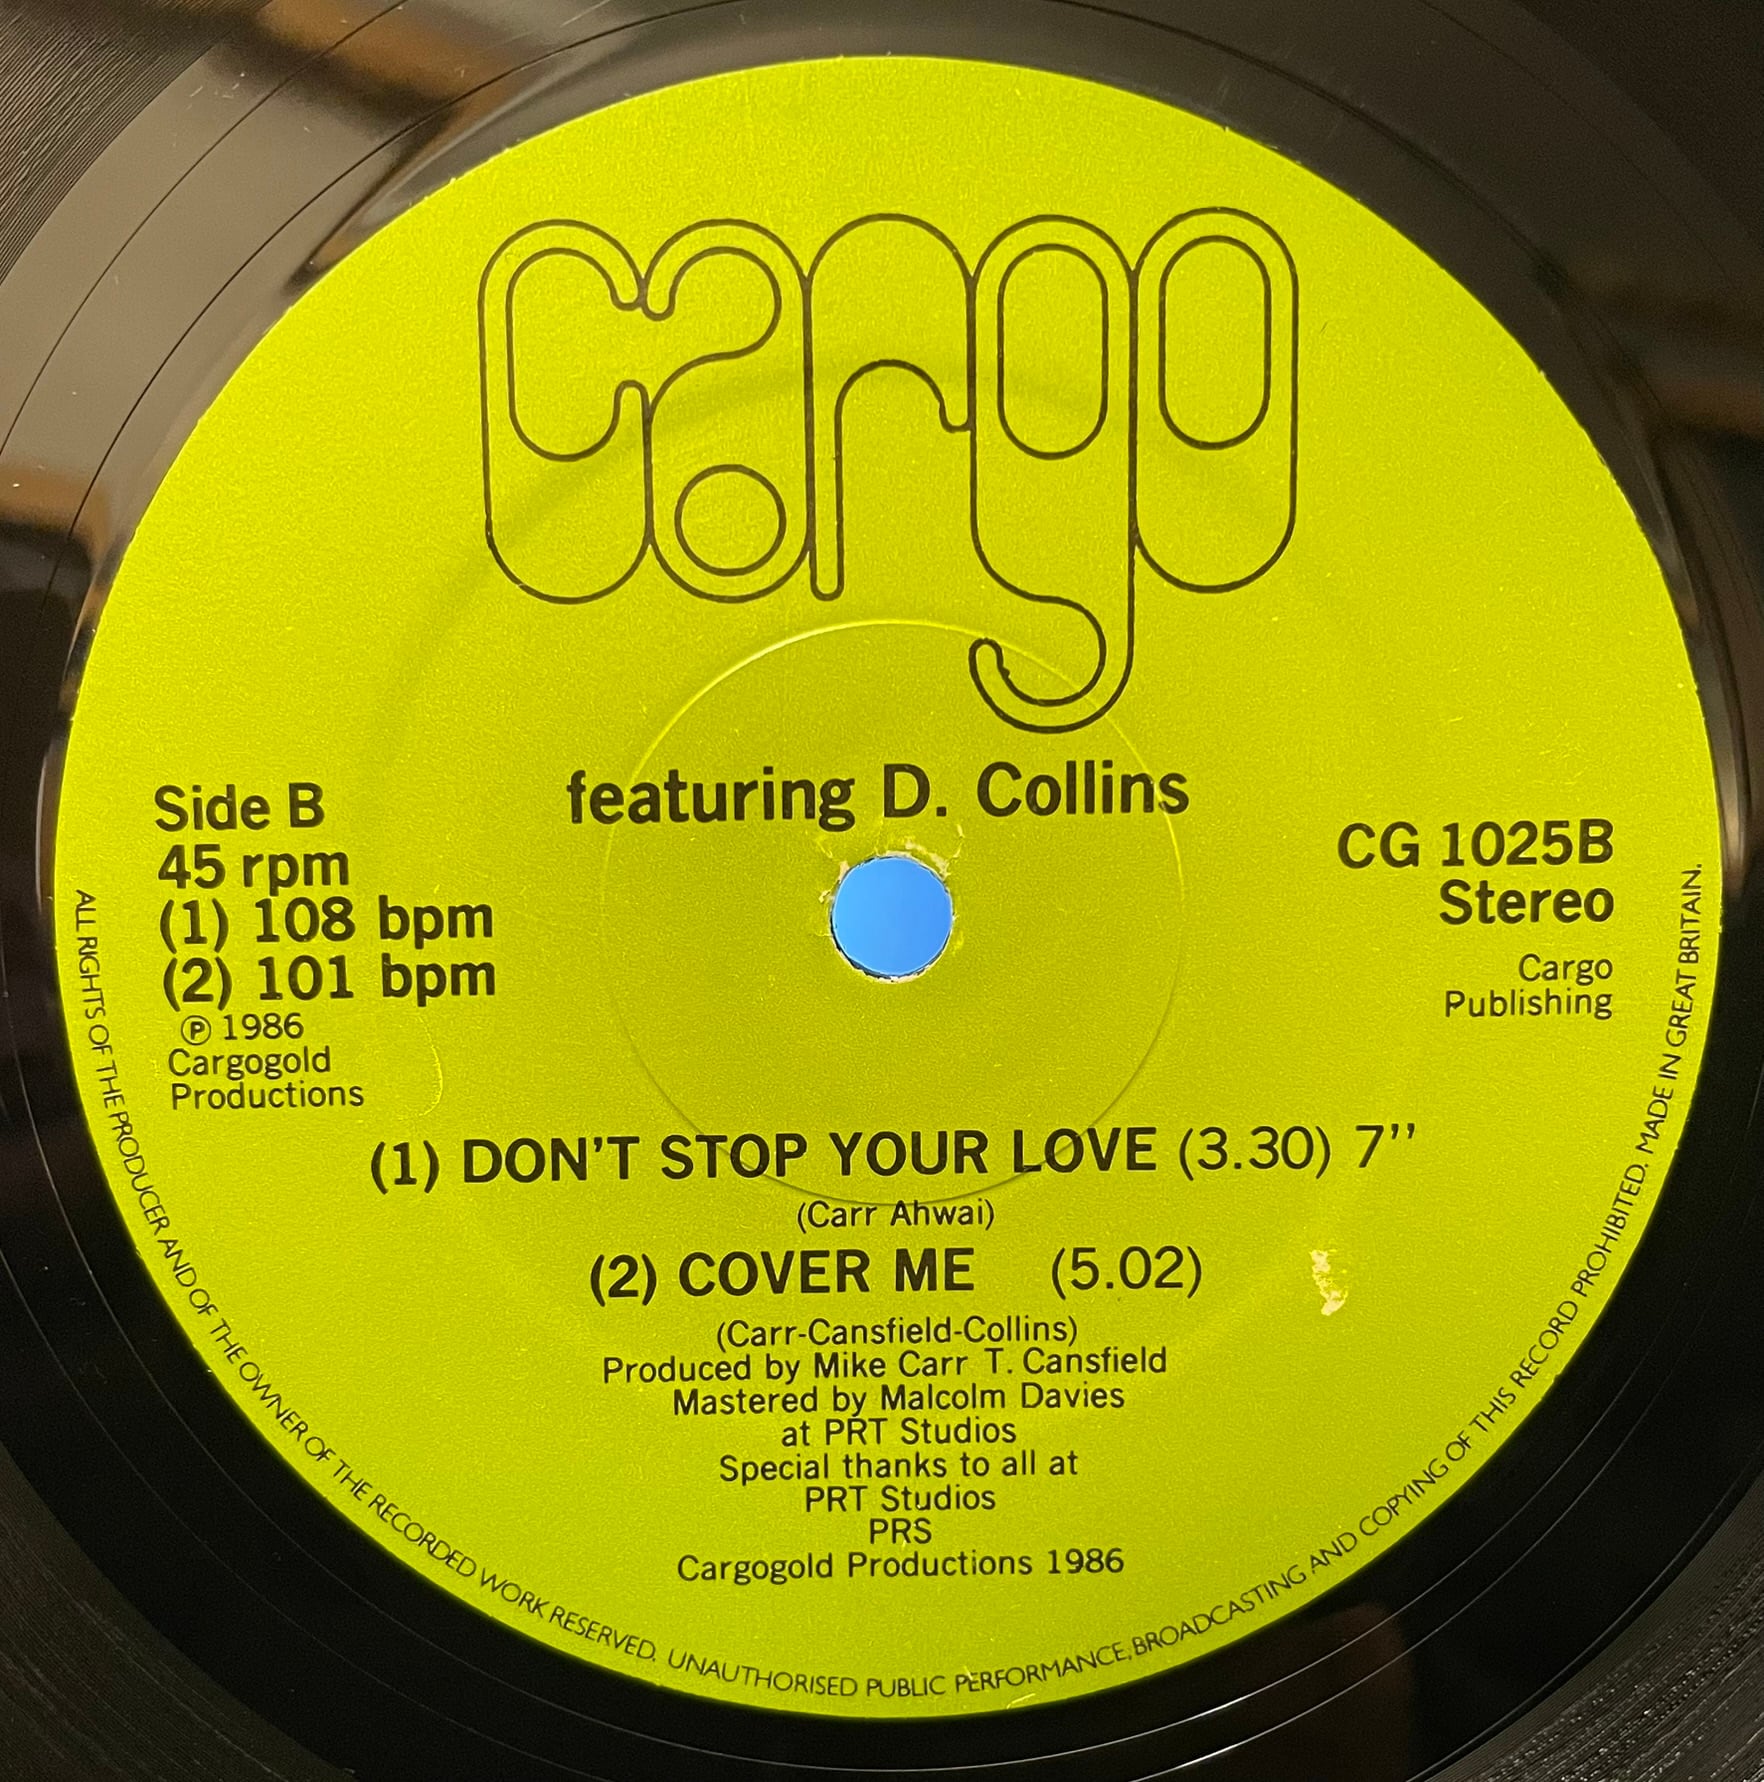 cargo
featuring D. Collins
Side B
45 rpm
(1) 108 bpm
(2) 101 bpm
℗ 1986
Cargogold
Productions
CG 1025B
Stereo
Cargo
Publishing
(1) DON'T STOP YOUR LOVE (3.30) 7''
(Carr Ahwai)
(2) COVER ME (5.02)
(Carr-Cansfield-Collins)
Produced by Mike Carr T. Cansfield
Mastered by Malcolm Davies
at PRT Studios
Special thanks to all at
PRT Studios
PRS
Cargogold Productions 1986
ALL RIGHTS OF THE PRODUCER AND OF THE OWNER OF THE RECORDED WORK RESERVED. UNAUTHORISED PUBLIC PERFORMANCE, BROADCASTING AND COPYING OF THIS RECORD PROHIBITED. MADE IN GREAT BRITAIN.